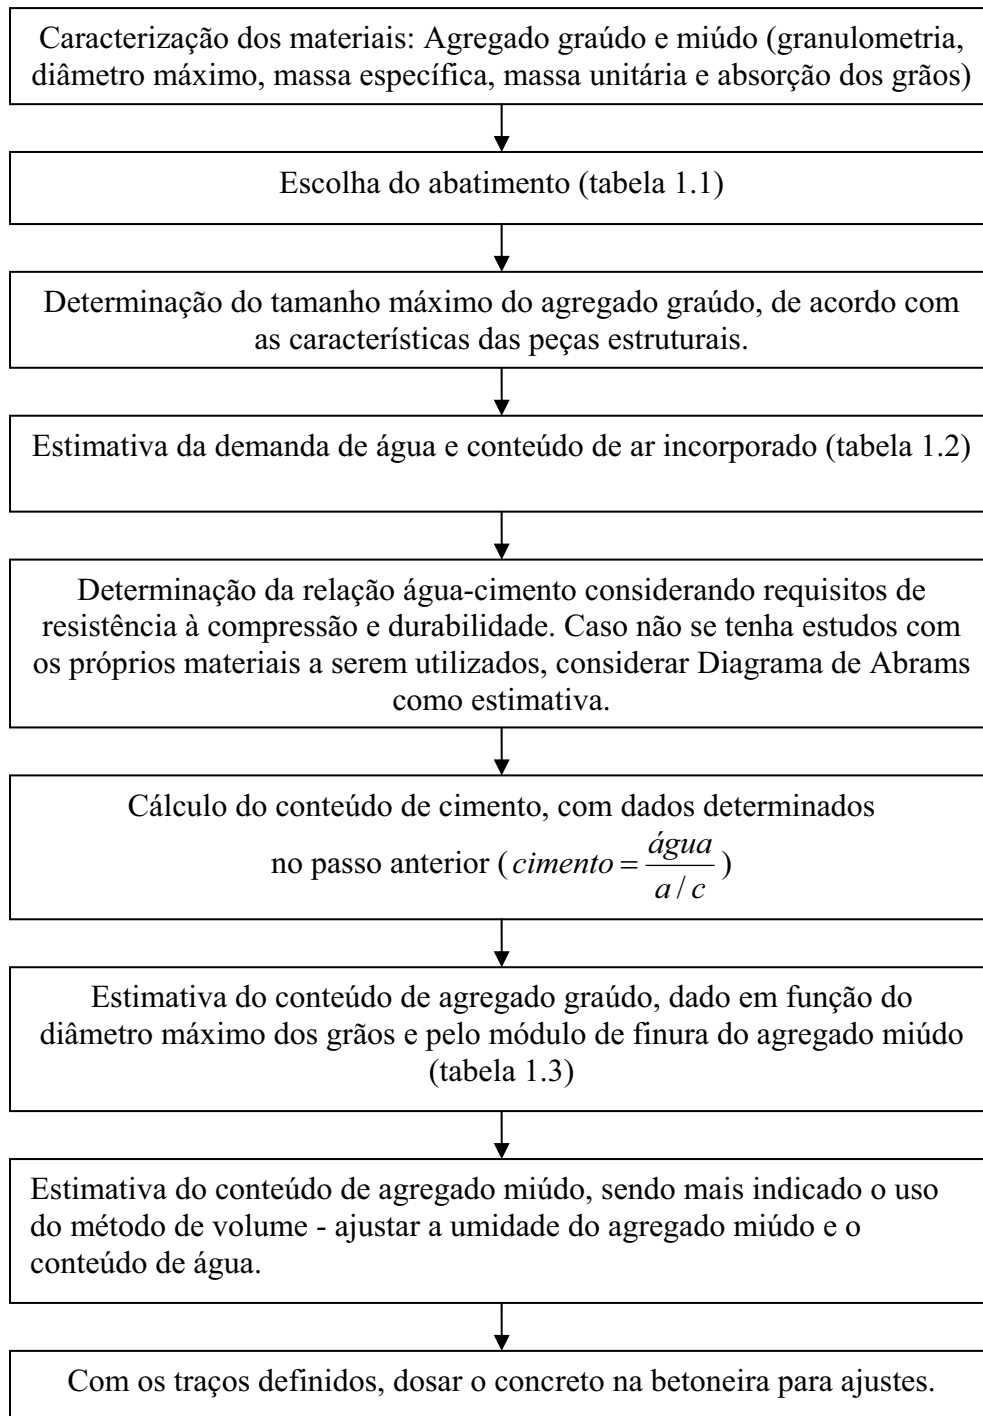 Caracterização dos materiais: Agregado graúdo e miúdo (granulometria,
diâmetro máximo, massa específica, massa unitária e absorção dos grãos)
Escolha do abatimento (tabela 1.1)
Determinação do tamanho máximo do agregado graúdo, de acordo com
as características das peças estruturais.
Estimativa da demanda de água e conteúdo de ar incorporado (tabela 1.2)
Determinação da relação água-cimento considerando requisitos de
resistência à compressão e durabilidade. Caso não se tenha estudos com
os próprios materiais a serem utilizados, considerar Diagrama de Abrams
como estimativa.
Cálculo do conteúdo de cimento, com dados determinados
no passo anterior ( cimento = água / a / c )
Estimativa do conteúdo de agregado graúdo, dado em função do
diâmetro máximo dos grãos e pelo módulo de finura do agregado miúdo
(tabela 1.3)
Estimativa do conteúdo de agregado miúdo, sendo mais indicado o uso
do método de volume - ajustar a umidade do agregado miúdo e o
conteúdo de água.
Com os traços definidos, dosar o concreto na betoneira para ajustes.